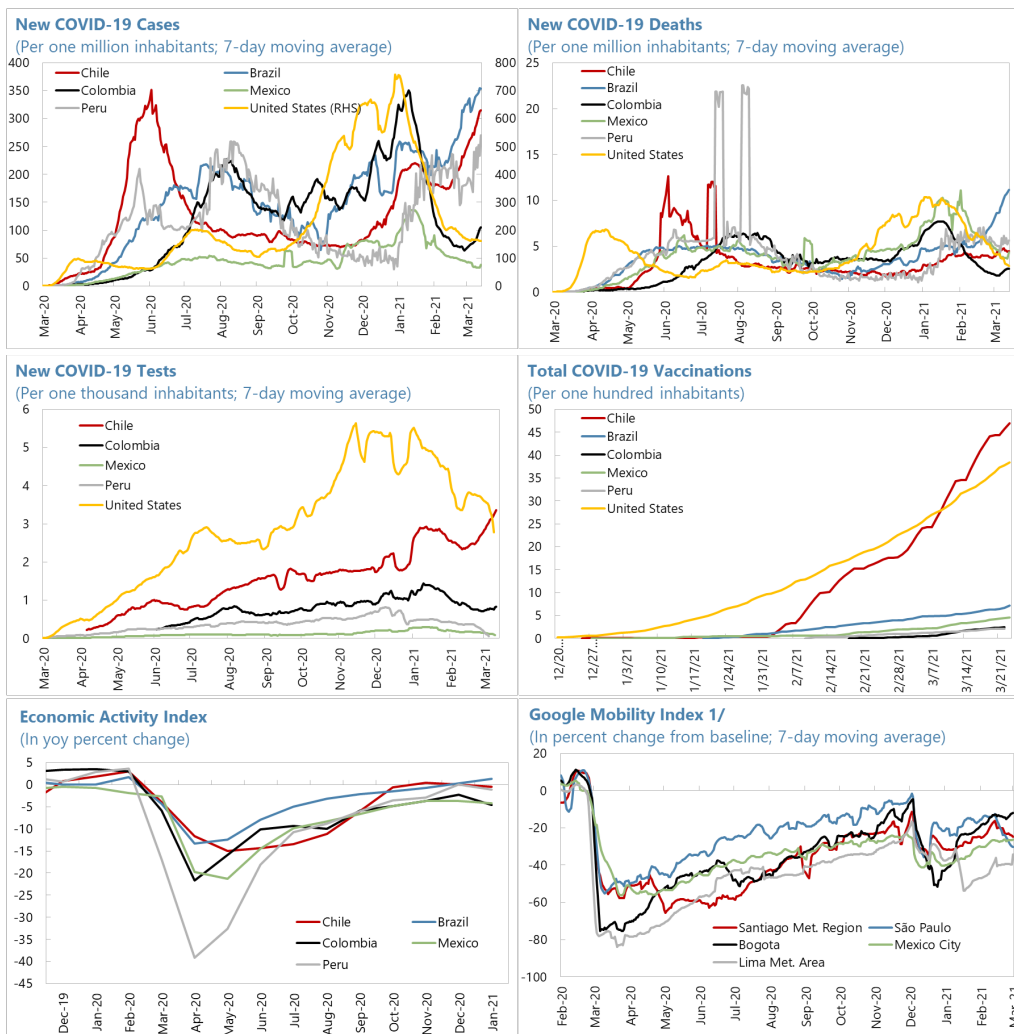 New COVID-19 Cases
(Per one million inhabitants; 7-day moving average)
400 800
350 700
300 600
250 500
200 400
150 300
100 200
50 100
0 0
Chile Brazil
Colombia Mexico
Peru United States (RHS)
Mar-20 Apr-20 May-20 Jun-20 Jul-20 Aug-20 Sep-20 Oct-20 Nov-20 Dec-20 Jan-21 Feb-21 Mar-21
New COVID-19 Deaths
(Per one million inhabitants; 7-day moving average)
25
20
15
10
5
0
Chile
Brazil
Colombia
Mexico
Peru
United States
Mar-20 Apr-20 May-20 Jun-20 Jul-20 Aug-20 Sep-20 Oct-20 Nov-20 Dec-20 Jan-21 Feb-21 Mar-21
New COVID-19 Tests
(Per one thousand inhabitants; 7-day moving average)
6
5
4
3
2
1
0
Chile
Colombia
Mexico
Peru
United States
Mar-20 Apr-20 May-20 Jun-20 Jul-20 Aug-20 Sep-20 Oct-20 Nov-20 Dec-20 Jan-21 Feb-21 Mar-21
Total COVID-19 Vaccinations
(Per one hundred inhabitants)
50
45
40
35
30
25
20
15
10
5
0
Chile
Brazil
Colombia
Mexico
Peru
United States
12/20... 12/27... 1/3/21 1/10/21 1/17/21 1/24/21 1/31/21 2/7/21 2/14/21 2/21/21 2/28/21 3/7/21 3/14/21 3/21/21
Economic Activity Index
(In yoy percent change)
5
0
-5
-10
-15
-20
-25
-30
-35
-40
-45
Chile Brazil
Colombia Mexico
Peru
Dec-19 Jan-20 Feb-20 Mar-20 Apr-20 May-20 Jun-20 Jul-20 Aug-20 Sep-20 Oct-20 Nov-20 Dec-20 Jan-21
Google Mobility Index 1/
(In percent change from baseline; 7-day moving average)
20
0
-20
-40
-60
-80
-100
Santiago Met. Region São Paulo
Bogota Mexico City
Lima Met. Area
Feb-20 Mar-20 Apr-20 May-20 Jun-20 Jul-20 Aug-20 Sep-20 Oct-20 Nov-20 Dec-20 Jan-21 Feb-21 Mar-21